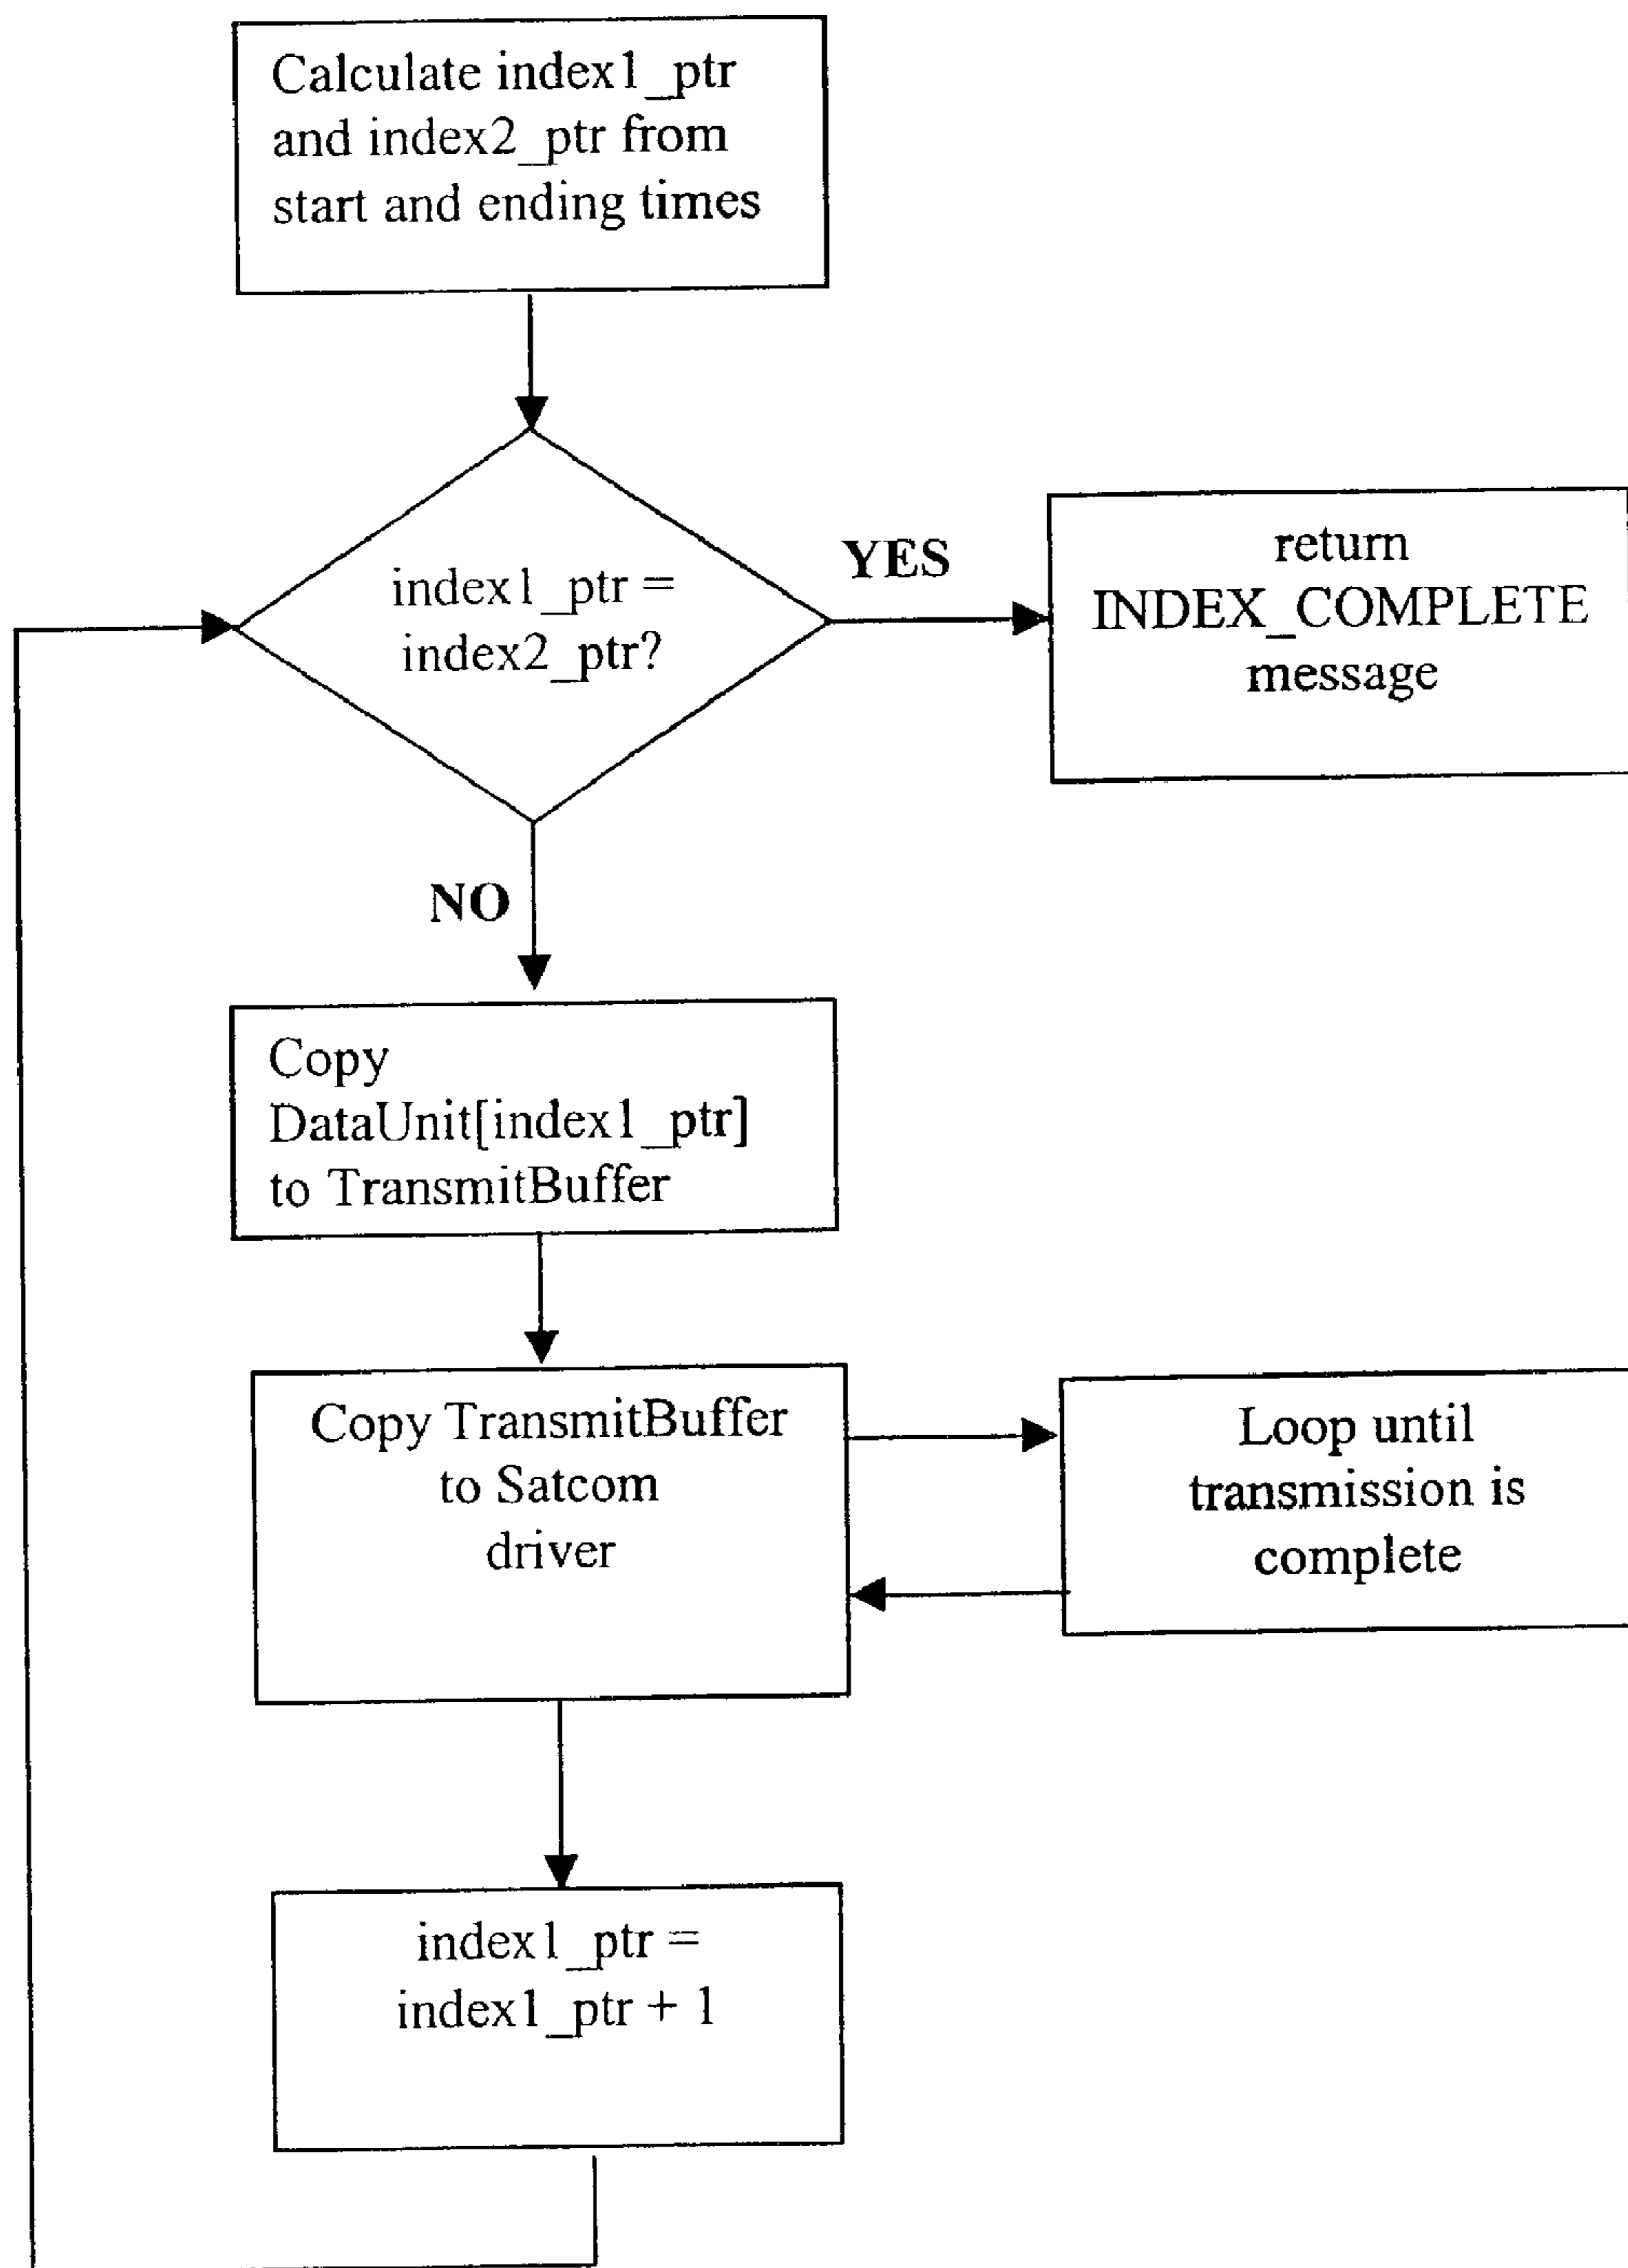 Calculate index1_ptr
and index2_ptr from
start and ending times
index1_ptr =
index2_ptr?
YES
return
INDEX_COMPLETE
message
NO
Copy
DataUnit[index1_ptr]
to TransmitBuffer
Copy TransmitBuffer
to Satcom
driver
Loop until
transmission is
complete
index1_ptr =
index1_ptr + 1